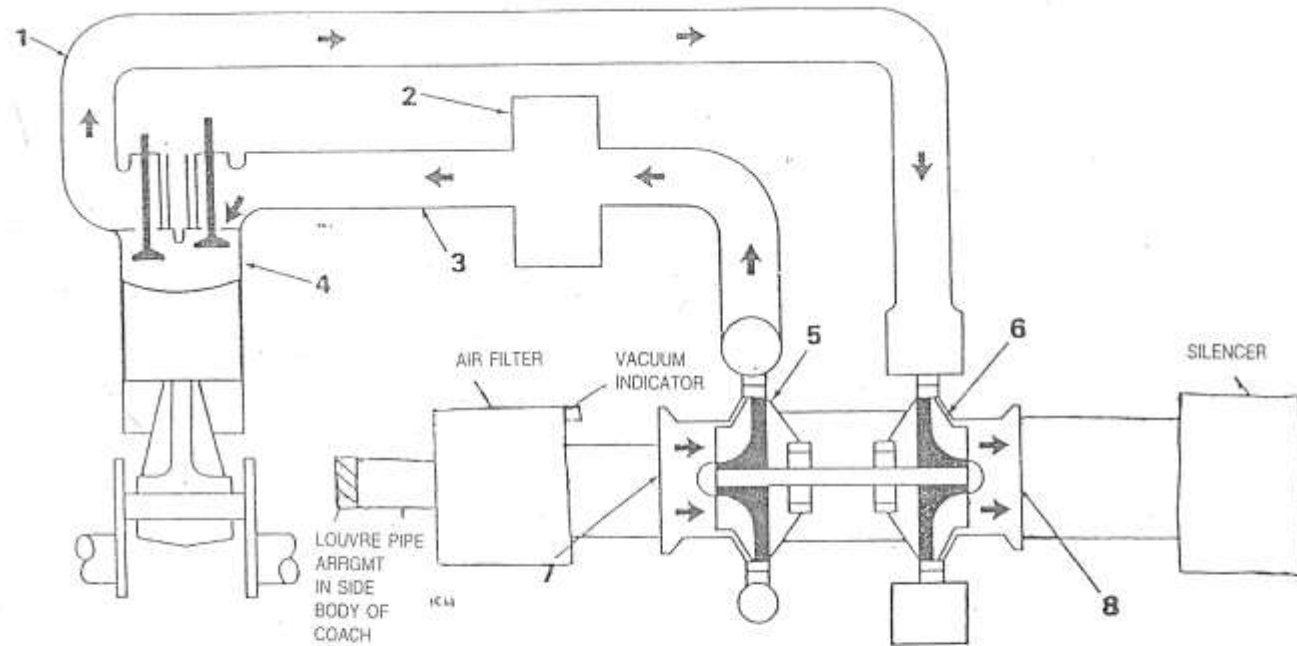 1
2
3
4
5
6
AIR FILTER
VACUUM
INDICATOR
SILENCER
LOUVRE PIPE
ARRGMT
IN SIDE
BODY OF
COACH
8